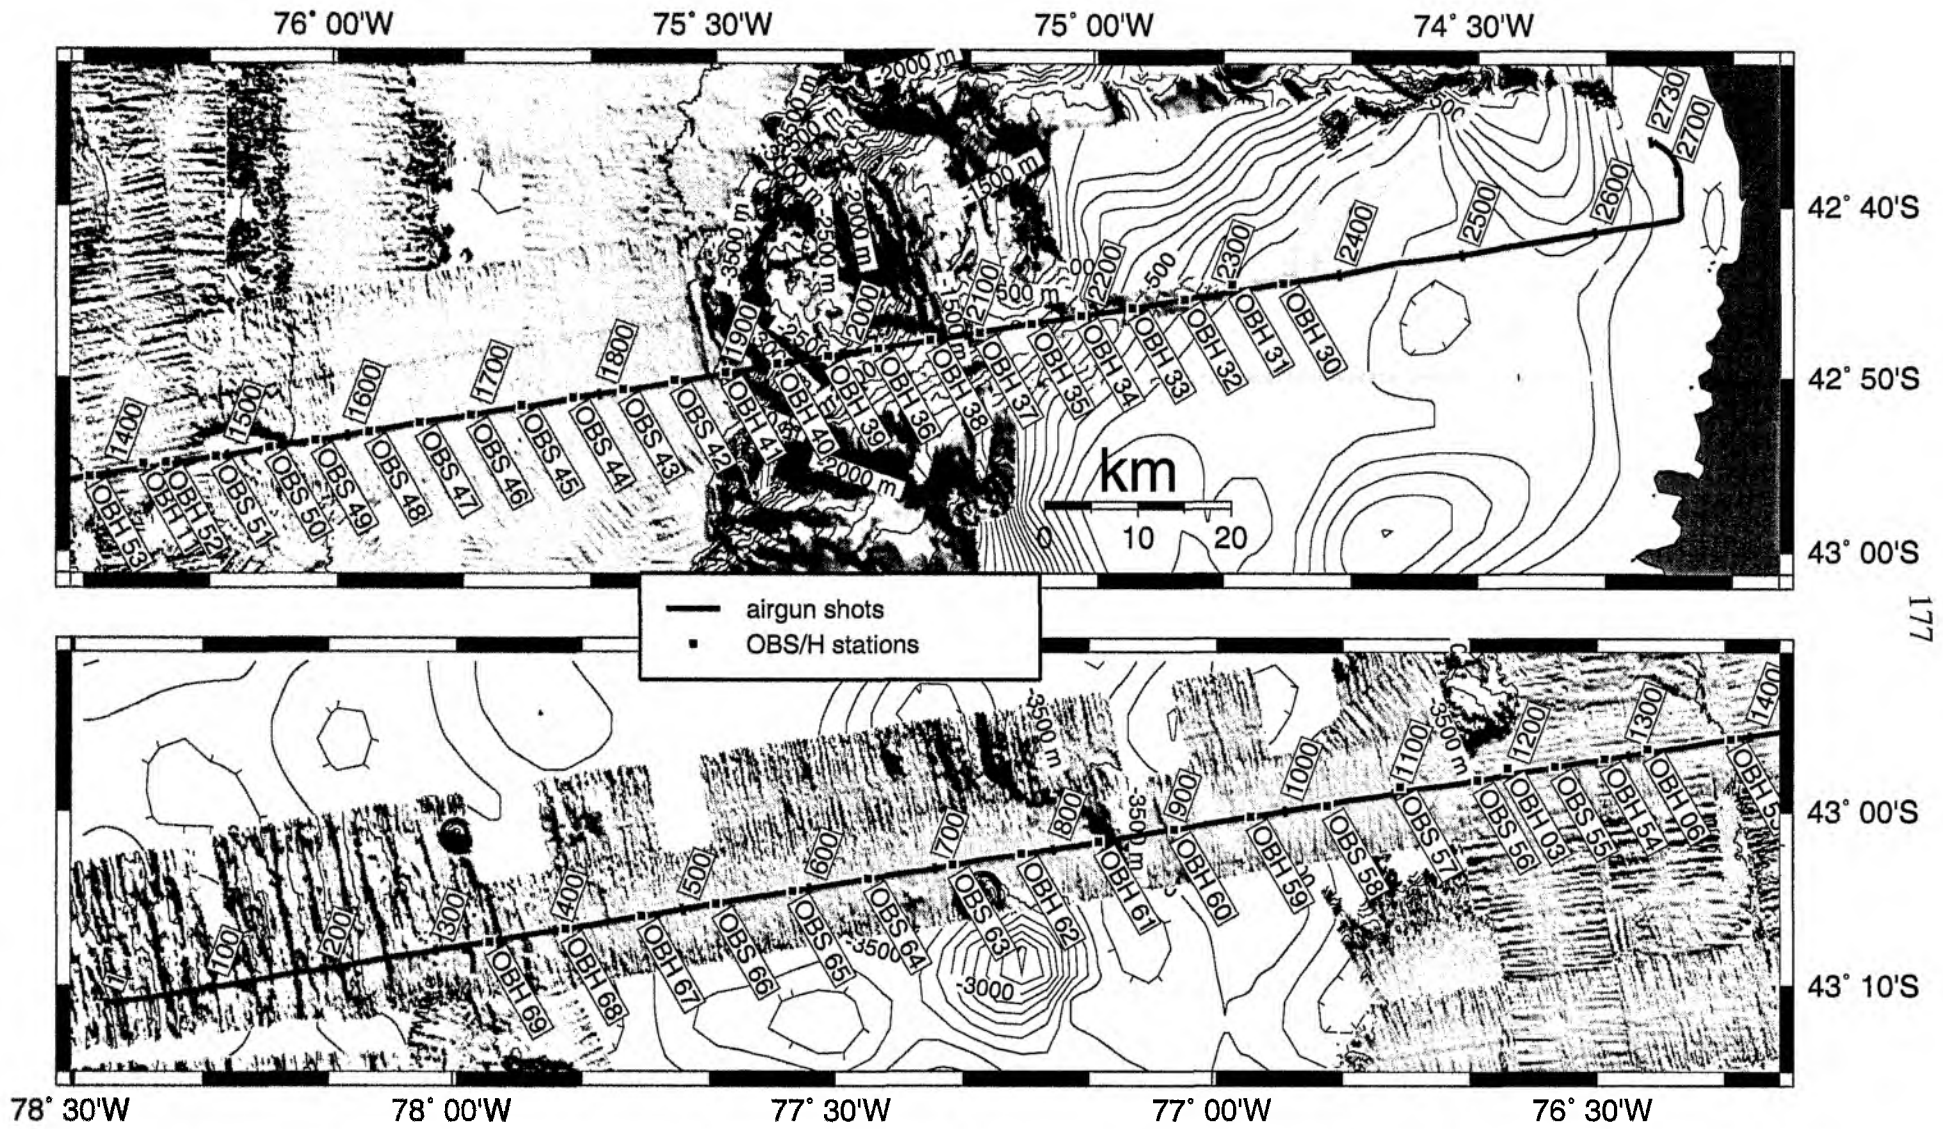 76° 00'W
75° 30'W
75° 00'W
74° 30'W
-2000 m
-3500 m
2730
2700
-1500 m
-2000 m
-2500 m
-3500 m
42° 40'S
2600
2500
2400
2300
-500
2200
2100
500 m
2000
1900
1800
1700
1600
1500
1400
OBH 30
OBH 31
OBH 32
OBH 33
OBH 34
OBH 35
OBH 37
OBH 38
OBH 36
OBH 39
OBH 40
OBH 41
OBS 42
OBS 43
OBS 44
OBS 45
OBS 46
OBS 47
OBS 48
OBS 49
OBS 50
OBS 51
OBH 52
OBH 11
OBH 53
42° 50'S
-2000 m
km
0 10 20
43° 00'S
airgun shots
OBS/H stations
177
-3500 m
-3500 m
-3500 m
1400
1300
1200
1100
1000
900
800
700
600
500
400
300
200
100
1
43° 00'S
OBH 53
OBH 06
OBH 54
OBS 55
OBH 03
OBS 56
OBS 57
OBS 58
OBH 59
OBH 60
OBH 61
OBH 62
OBS 63
OBS 64
OBS 65
OBS 66
OBH 67
OBH 68
OBH 69
-3500
-3000
43° 10'S
78° 30'W
78° 00'W
77° 30'W
77° 00'W
76° 30'W